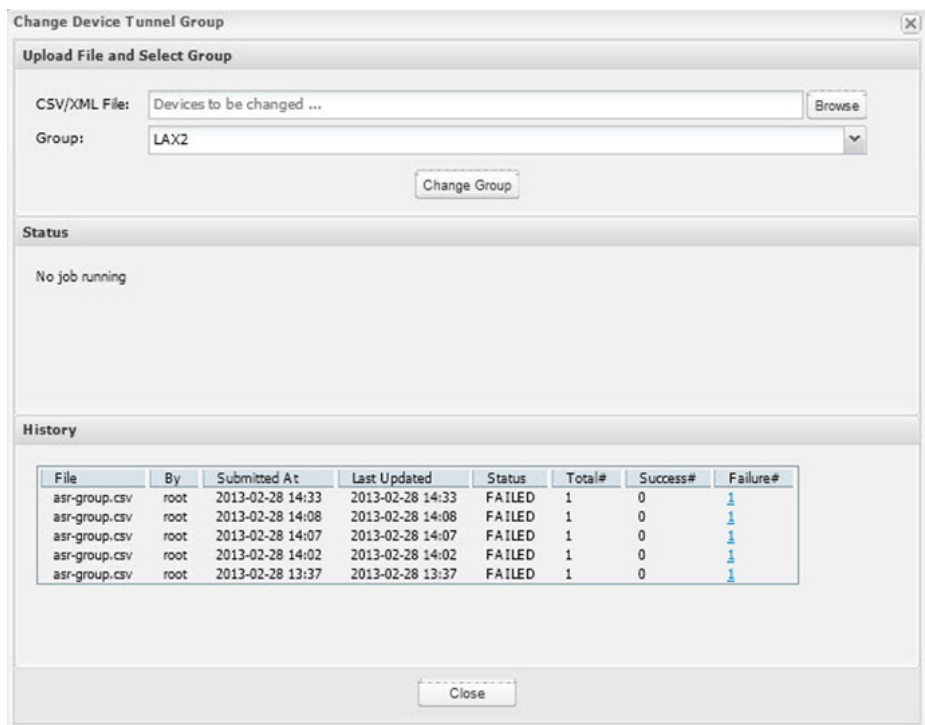 Change Device Tunnel Group
Upload File and Select Group
CSV/XML File: Devices to be changed ... Browse
Group: LAX2
Change Group
Status
No job running
History
File By Submitted At Last Updated Status Total# Success# Failure#
asr-group.csv root 2013-02-28 14:33 2013-02-28 14:33 FAILED 1 0 1
asr-group.csv root 2013-02-28 14:08 2013-02-28 14:08 FAILED 1 0 1
asr-group.csv root 2013-02-28 14:07 2013-02-28 14:07 FAILED 1 0 1
asr-group.csv root 2013-02-28 14:02 2013-02-28 14:02 FAILED 1 0 1
asr-group.csv root 2013-02-28 13:37 2013-02-28 13:37 FAILED 1 0 1
Close